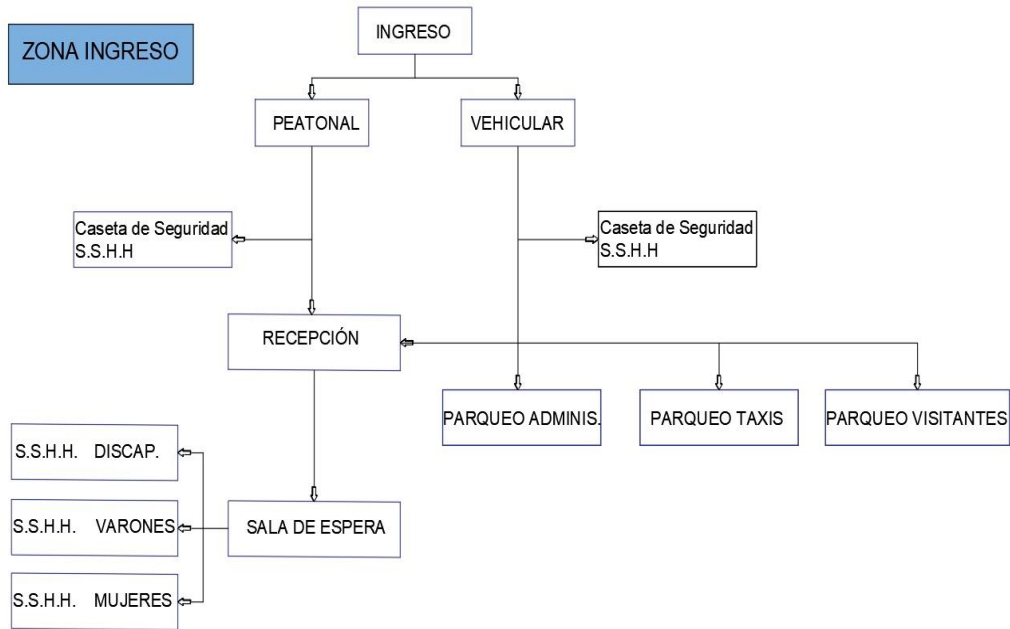 ZONA INGRESO
INGRESO
PEATONAL
VEHICULAR
Caseta de Seguridad
S.S.H.H
Caseta de Seguridad
S.S.H.H
RECEPCIÓN
PARQUEO ADMINIS.
PARQUEO TAXIS
PARQUEO VISITANTES
S.S.H.H. DISCAP.
S.S.H.H. VARONES
SALA DE ESPERA
S.S.H.H. MUJERES